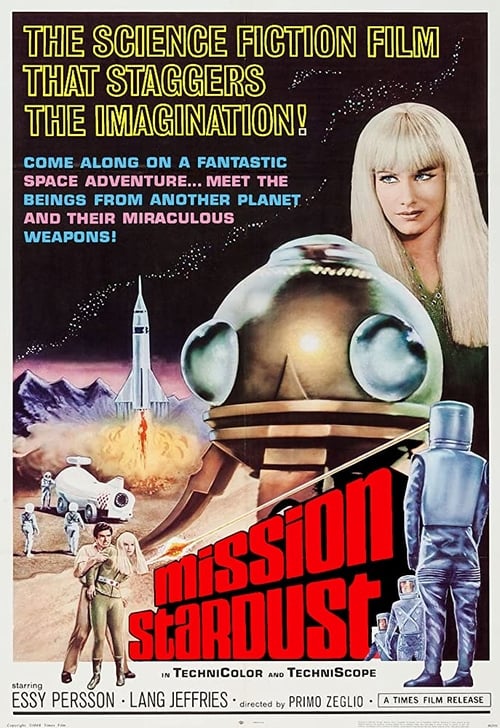 THE SCIENCE FICTION FILM
THAT STAGGERS
THE IMAGINATION!
COME ALONG ON A FANTASTIC
SPACE ADVENTURE... MEET THE
BEINGS FROM ANOTHER PLANET
AND THEIR MIRACULOUS
WEAPONS!
mission
STARDUST
IN TECHNICOLOR AND TECHNISCOPE
starring
ESSY PERSSON · LANG JEFFRIES · directed by PRIMO ZEGLIO · A TIMES FILM RELEASE